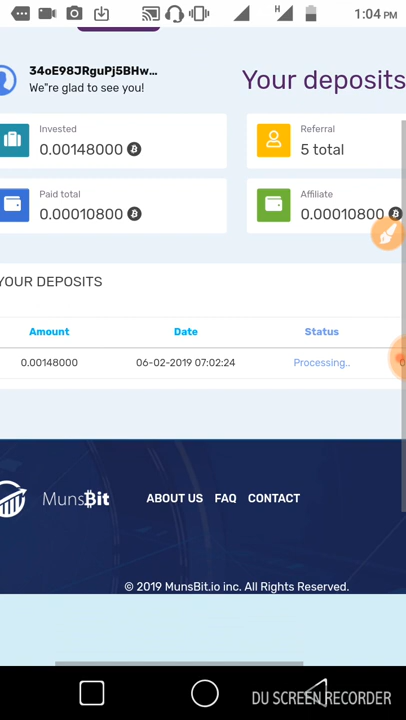 H 1:04 PM
34oE98JRguPj5BHw...
We"re glad to see you!
Your deposits
Invested
0.00148000
Referral
5 total
Paid total
0.00010800
Affiliate
0.00010800
YOUR DEPOSITS
Amount Date Status
0.00148000 06-02-2019 07:02:24 Processing.. 0
MunsBit ABOUT US FAQ CONTACT
© 2019 MunsBit.io inc. All Rights Reserved.
DU SCREEN RECORDER